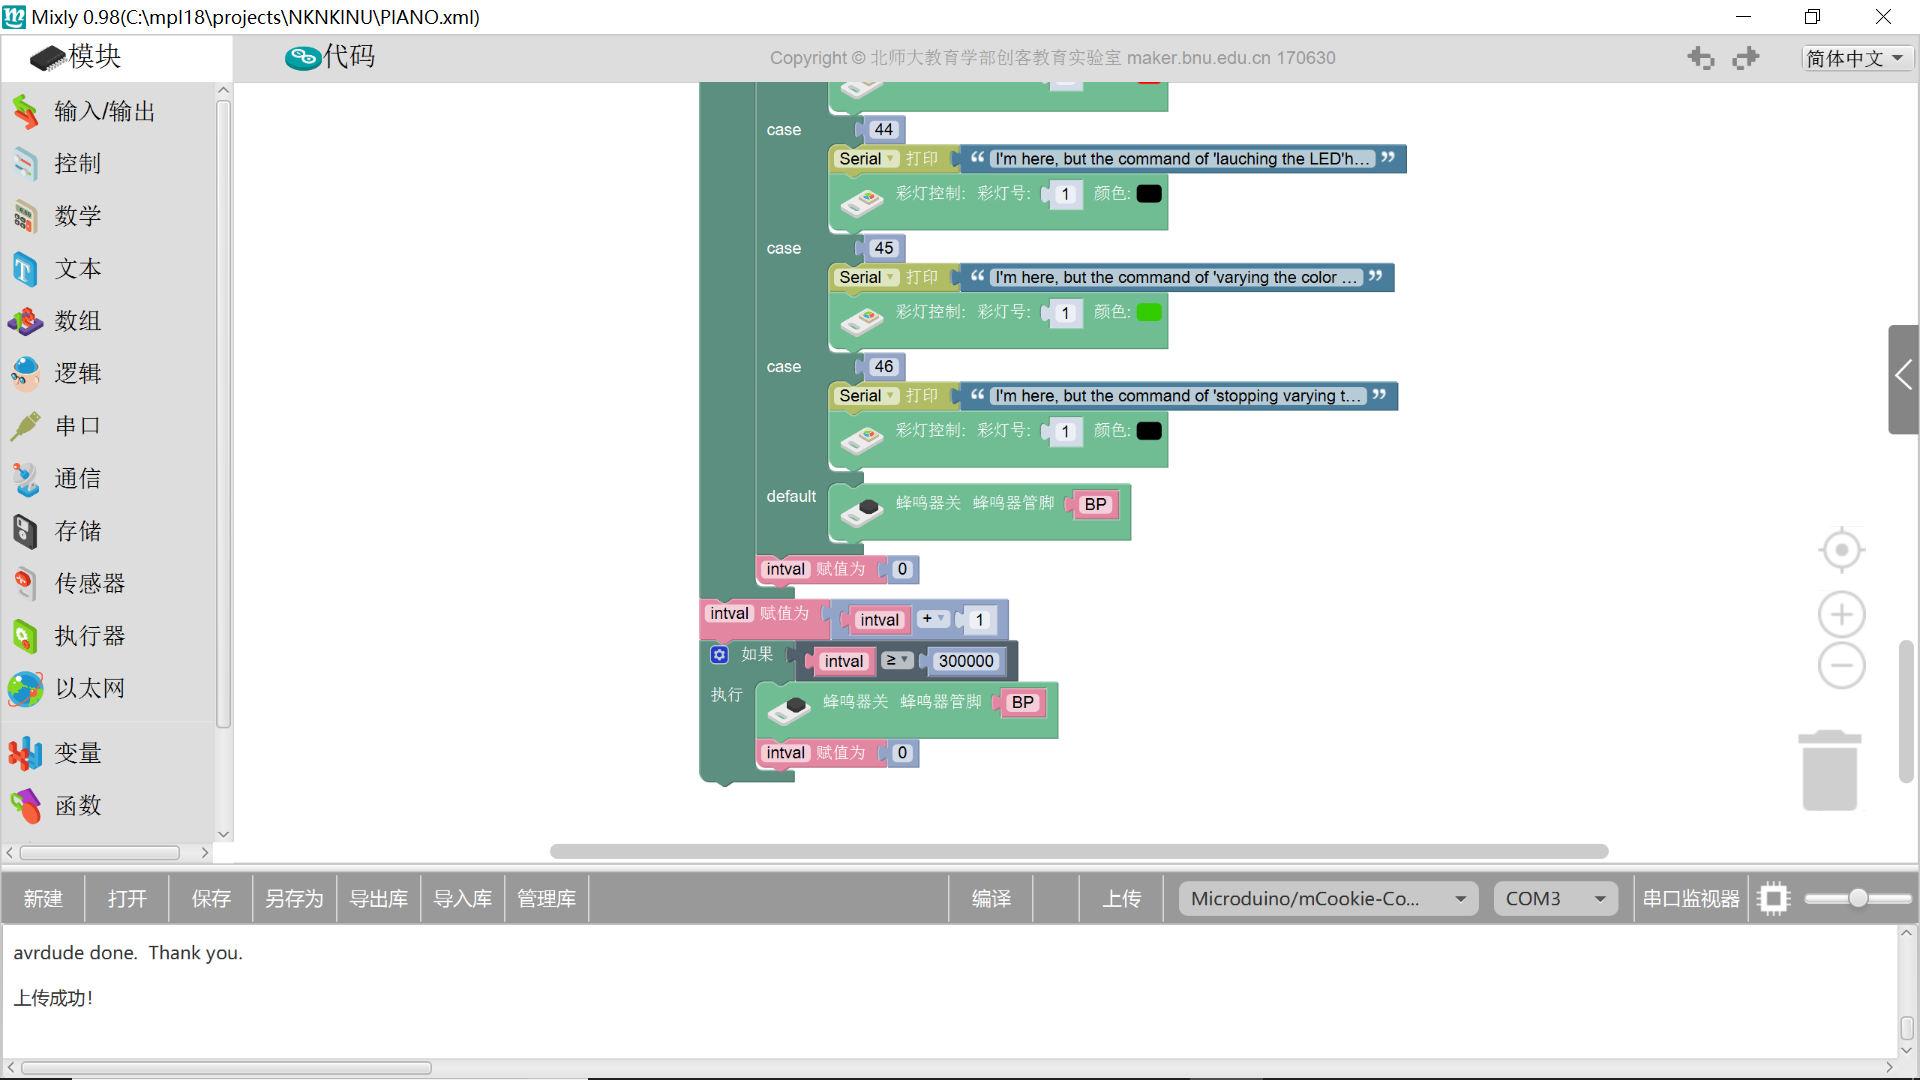 Mixly 0.98(C:\mpl18\projects\NKNKINU\PIANO.xml)
模块
代码
Copyright © 北师大教育学部创客教育实验室 maker.bnu.edu.cn 170630
简体中文
输入/输出
控制
数学
文本
数组
逻辑
串口
通信
存储
传感器
执行器
以太网
变量
函数
case 44
Serial 打印 “ I'm here, but the command of 'lauching the LED'h... ”
彩灯控制: 彩灯号: 1 颜色:
case 45
Serial 打印 “ I'm here, but the command of 'varying the color ... ”
彩灯控制: 彩灯号: 1 颜色:
case 46
Serial 打印 “ I'm here, but the command of 'stopping varying t... ”
彩灯控制: 彩灯号: 1 颜色:
default 蜂鸣器关 蜂鸣器管脚 BP
intval 赋值为 0
intval 赋值为 intval + 1
如果 intval ≥ 300000
执行 蜂鸣器关 蜂鸣器管脚 BP
intval 赋值为 0
新建 打开 保存 另存为 导出库 导入库 管理库 编译 上传 Microduino/mCookie-Co... COM3 串口监视器
avrdude done.  Thank you.
上传成功!